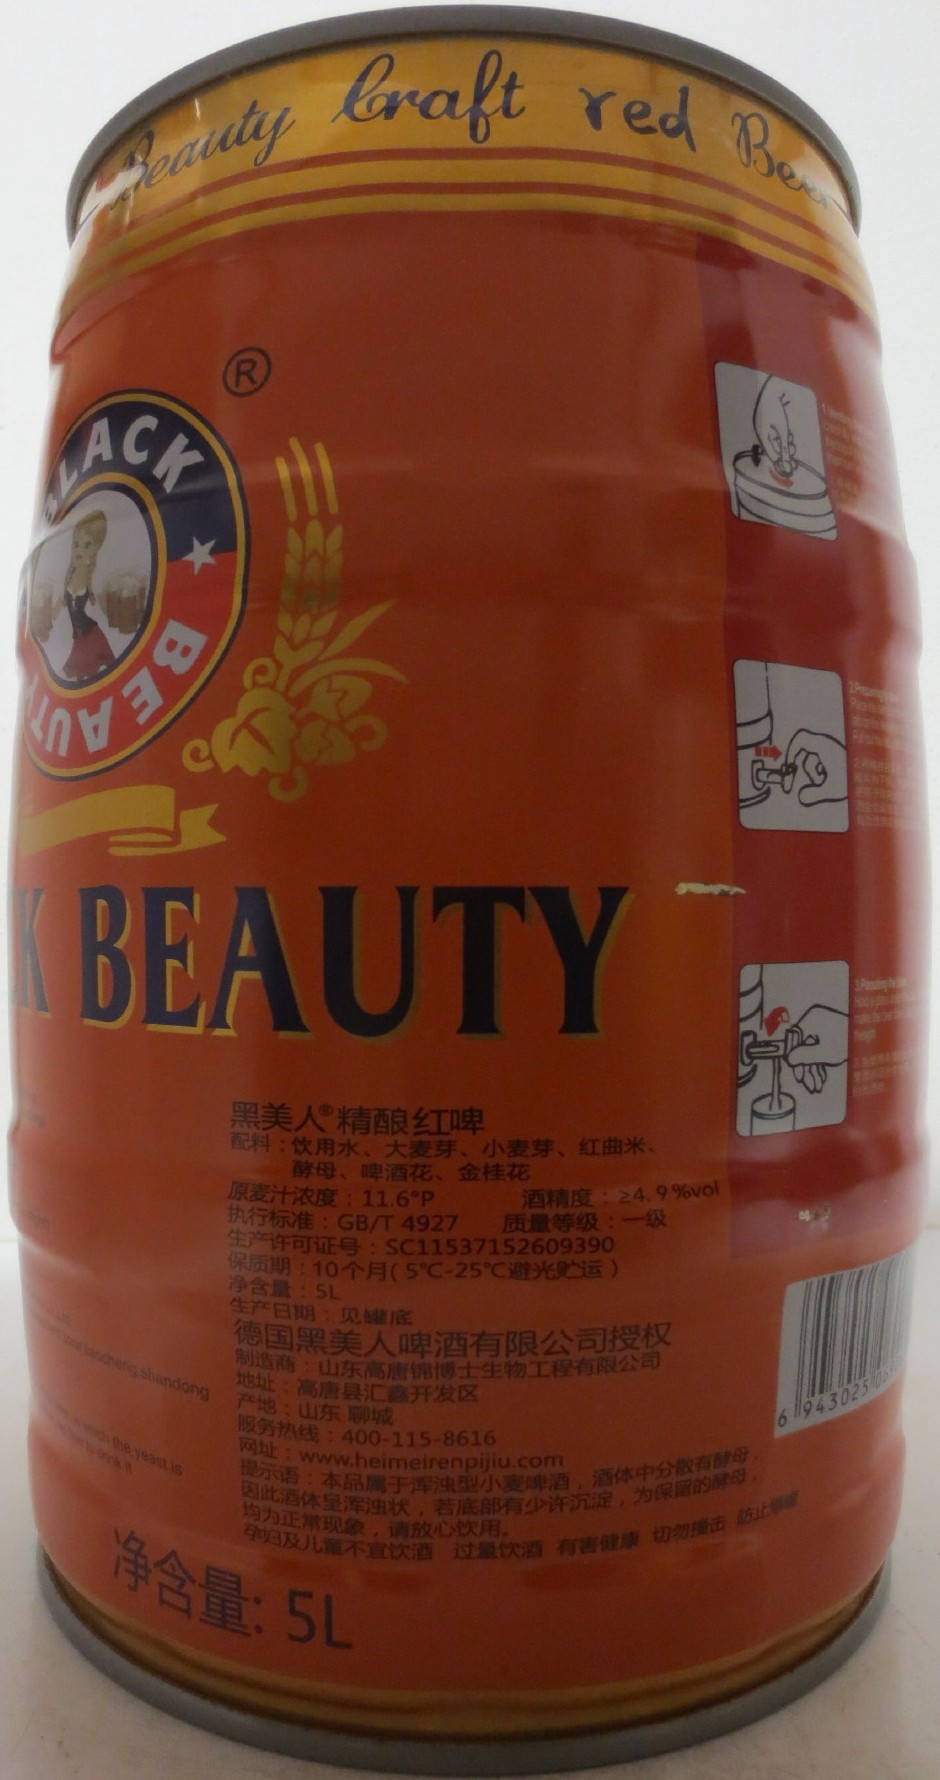 Beauty Craft red Beer
®
BLACK
BEAUTY
BEAUTY
黑美人®精酿红啤
配料：饮用水、大麦芽、小麦芽、红曲米、
酵母、啤酒花、金桂花
原麦汁浓度：11.6°P 酒精度：≥4.9%vol
执行标准：GB/T 4927 质量等级：一级
生产许可证号：SC11537152609390
保质期：10个月(5℃-25℃避光贮运)
净含量：5L
生产日期：见罐底
德国黑美人啤酒有限公司授权
制造商：山东高唐锦博士生物工程有限公司
地址：高唐县汇鑫开发区
产地：山东 聊城
服务热线：400-115-8616
网址：www.heimeirenpijiu.com
提示语：本品属于浑浊型小麦啤酒，酒体中分散有酵母，
因此酒体呈浑浊状，若底部有少许沉淀，为保留的酵母，
均为正常现象，请放心饮用。
孕妇及儿童不宜饮酒 过量饮酒 有害健康 切勿撞击 防止爆罐
净含量: 5L
liaocheng.shandong
which the yeast is
6 943025